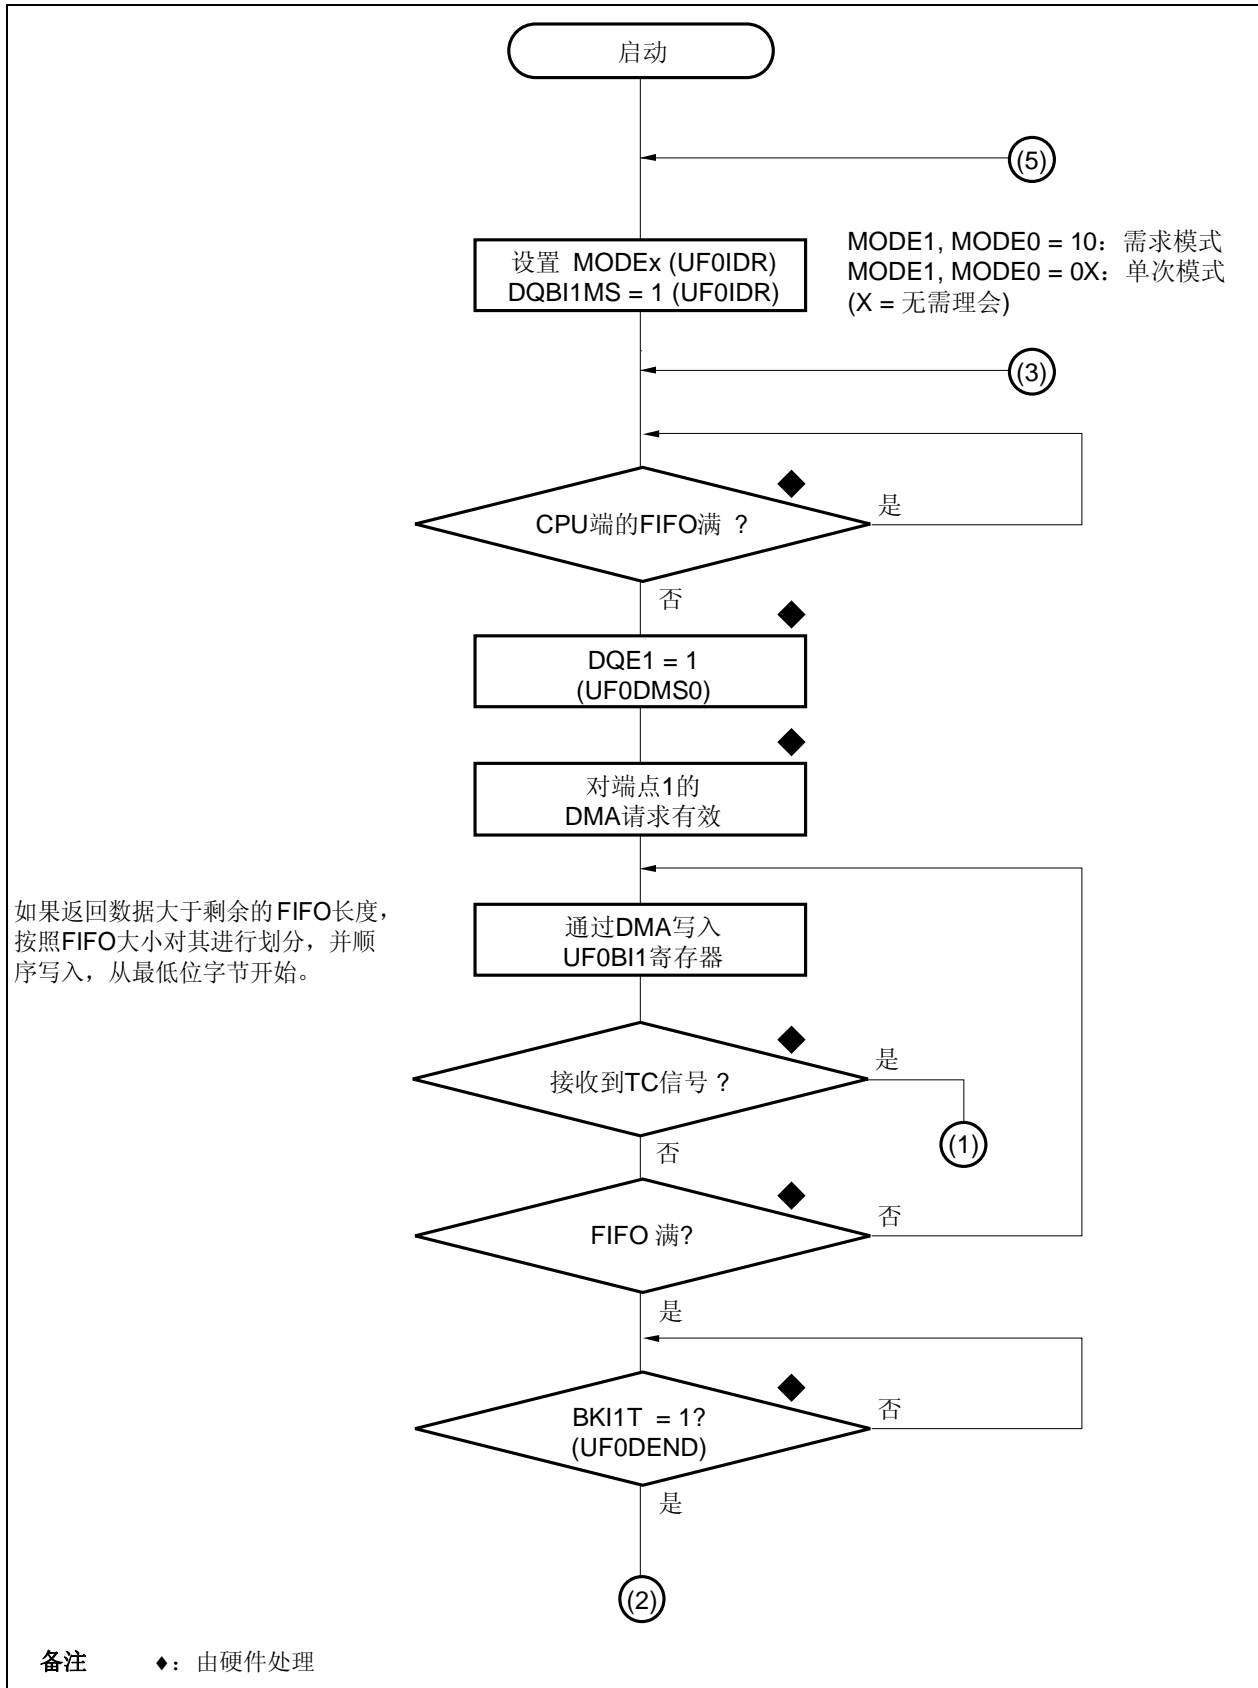 启动
(5)
设置 MODEx (UF0IDR)
DQBI1MS = 1 (UF0IDR)
MODE1, MODE0 = 10：需求模式
MODE1, MODE0 = 0X：单次模式
(X = 无需理会)
(3)
CPU端的FIFO满 ?
是
否
DQE1 = 1
(UF0DMS0)
对端点1的
DMA请求有效
如果返回数据大于剩余的FIFO长度，
按照FIFO大小对其进行划分，并顺
序写入，从最低位字节开始。
通过DMA写入
UF0BI1寄存器
接收到TC信号 ?
是
(1)
否
FIFO 满?
否
是
BKI1T = 1?
(UF0DEND)
否
是
(2)
备注 ♦：由硬件处理